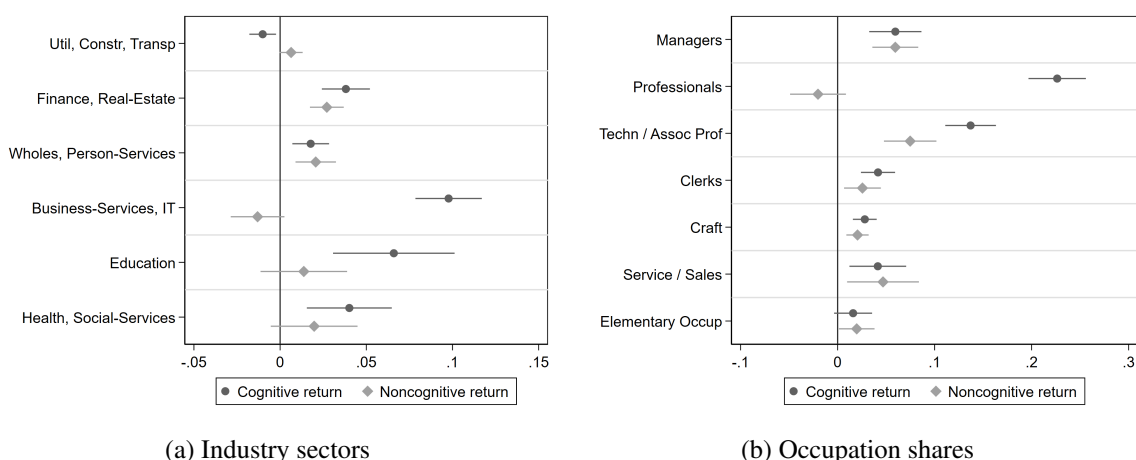 Util, Constr, Transp
Finance, Real-Estate
Wholes, Person-Services
Business-Services, IT
Education
Health, Social-Services
-.05 0 .05 .1 .15
Cognitive return Noncognitive return
(a) Industry sectors
Managers
Professionals
Techn / Assoc Prof
Clerks
Craft
Service / Sales
Elementary Occup
-.1 0 .1 .2 .3
Cognitive return Noncognitive return
(b) Occupation shares